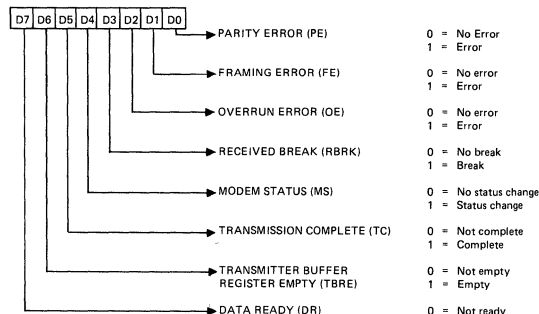 D7 D6 D5 D4 D3 D2 D1 D0
PARITY ERROR (PE) 0 = No Error
1 = Error
FRAMING ERROR (FE) 0 = No error
1 = Error
OVERRUN ERROR (OE) 0 = No error
1 = Error
RECEIVED BREAK (RBRK) 0 = No break
1 = Break
MODEM STATUS (MS) 0 = No status change
1 = Status change
TRANSMISSION COMPLETE (TC) 0 = Not complete
1 = Complete
TRANSMITTER BUFFER 0 = Not empty
REGISTER EMPTY (TBRE) 1 = Empty
DATA READY (DR) 0 = Not ready